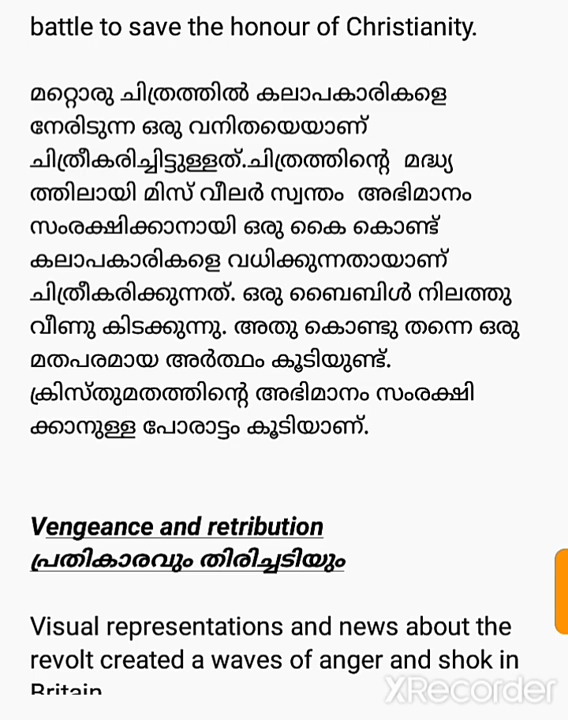 battle to save the honour of Christianity.
മറ്റൊരു ചിത്രത്തിൽ കലാപകാരികളെ
നേരിടുന്ന ഒരു വനിതയെയാണ്
ചിത്രീകരിച്ചിട്ടുള്ളത്.ചിത്രത്തിന്റെ മദ്ധ്യ
ത്തിലായി മിസ് വീലർ സ്വന്തം അഭിമാനം
സംരക്ഷിക്കാനായി ഒരു കൈ കൊണ്ട്
കലാപകാരികളെ വധിക്കുന്നതായാണ്
ചിത്രീകരിക്കുന്നത്. ഒരു ബൈബിൾ നിലത്തു
വീണു കിടക്കുന്നു. അതു കൊണ്ടു തന്നെ ഒരു
മതപരമായ അർത്ഥം കൂടിയുണ്ട്.
ക്രിസ്തുമതത്തിന്റെ അഭിമാനം സംരക്ഷി
ക്കാനുള്ള പോരാട്ടം കൂടിയാണ്.
Vengeance and retribution
പ്രതികാരവും തിരിച്ചടിയും
Visual representations and news about the
revolt created a waves of anger and shok in
Britain
XRecorder